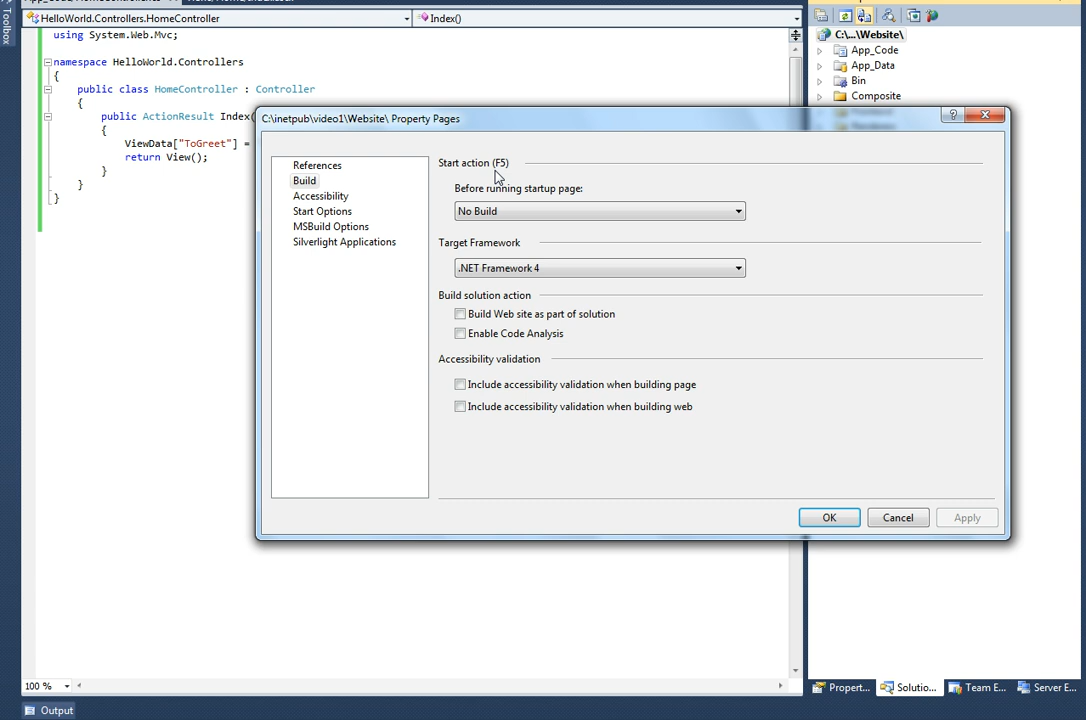 Toolbox
HelloWorld.Controllers.HomeController
Index()
using System.Web.Mvc;
namespace HelloWorld.Controllers
{
public class HomeController : Controller
{
public ActionResult Index(
{
ViewData["ToGreet"] =
return View();
}
}
}
C:\...\Website\
App_Code
App_Data
Bin
Composite
C:\inetpub\video1\Website\ Property Pages
References
Build
Accessibility
Start Options
MSBuild Options
Silverlight Applications
Start action (F5)
Before running startup page:
No Build
Target Framework
.NET Framework 4
Build solution action
Build Web site as part of solution
Enable Code Analysis
Accessibility validation
Include accessibility validation when building page
Include accessibility validation when building web
OK
Cancel
Apply
100 %
Propert...
Solutio...
Team E...
Server E...
Output